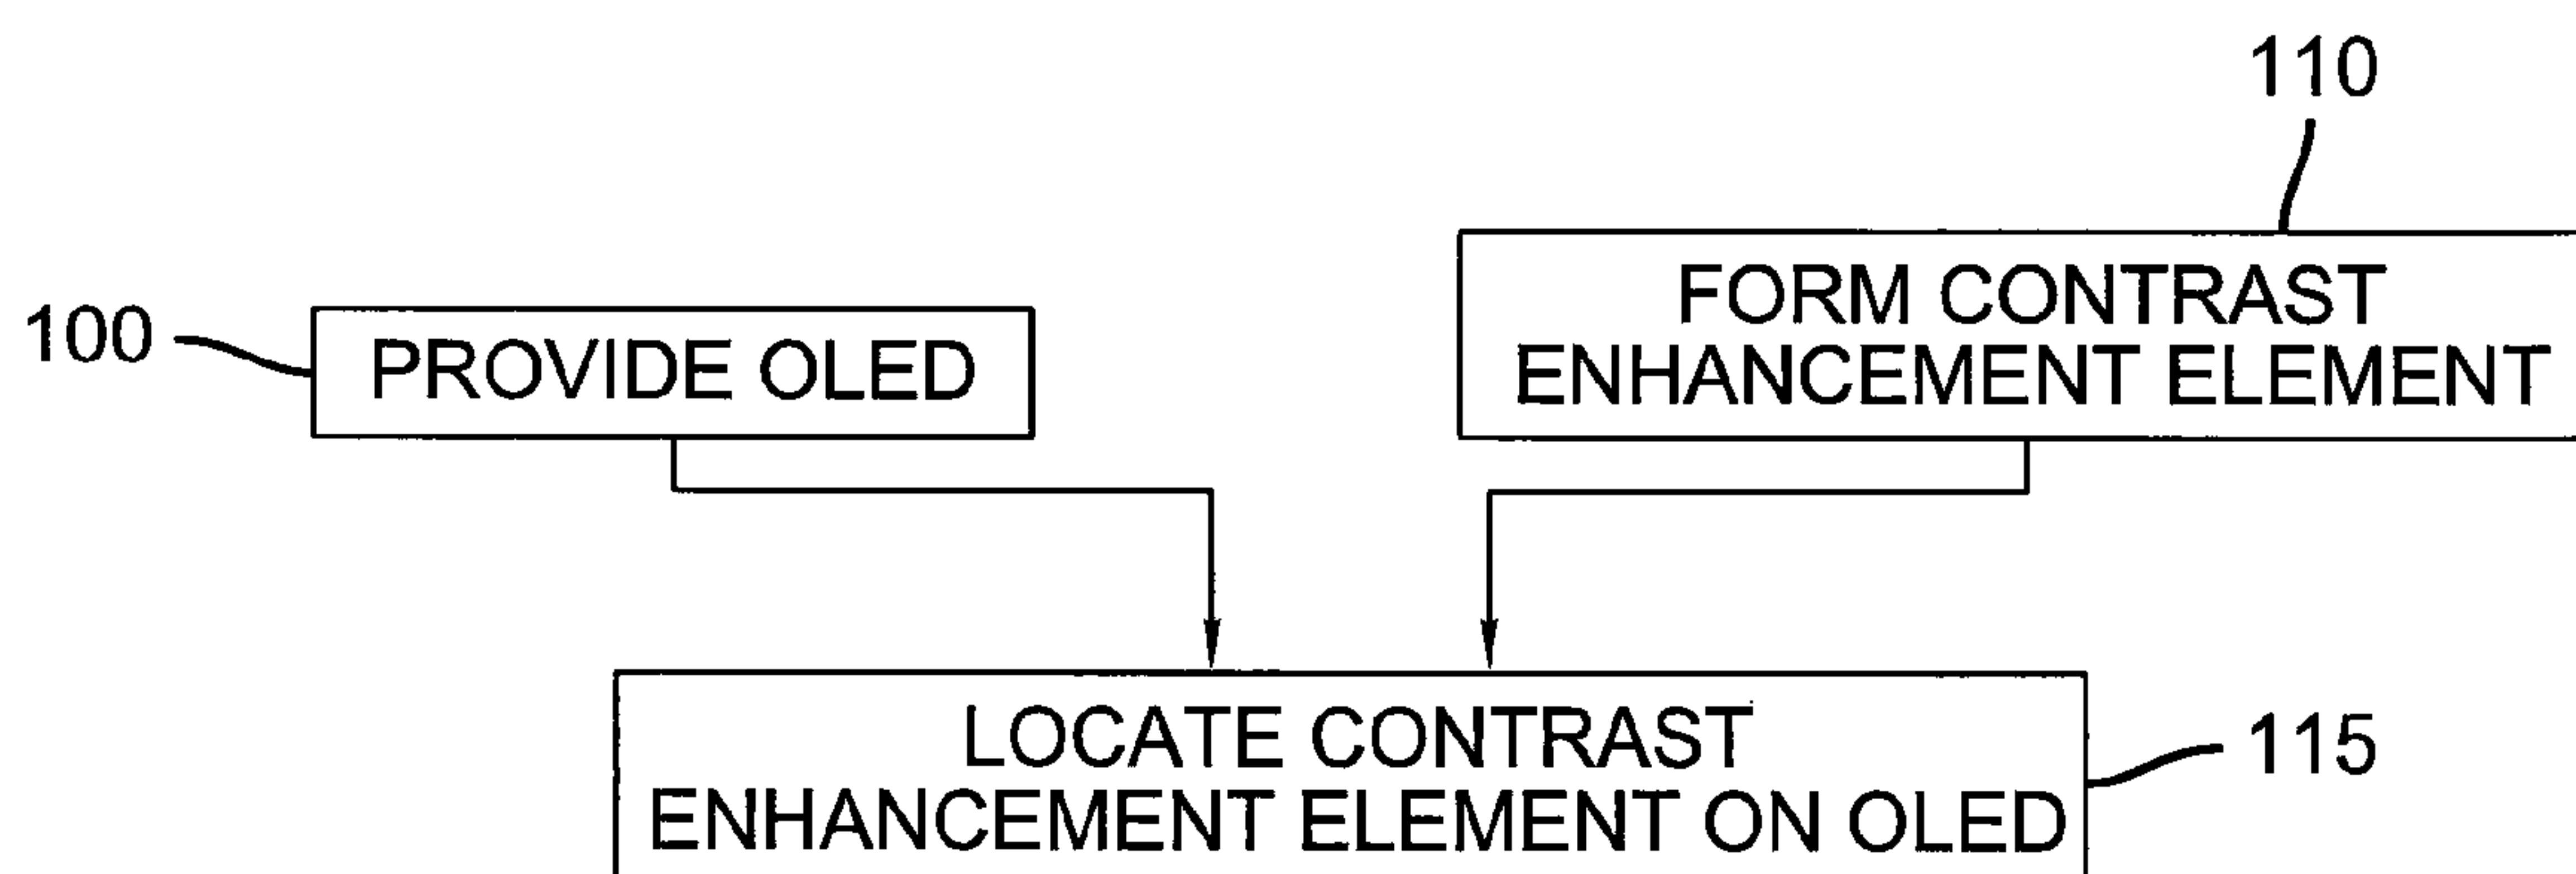 110
FORM CONTRAST
ENHANCEMENT ELEMENT
100
PROVIDE OLED
LOCATE CONTRAST
ENHANCEMENT ELEMENT ON OLED
115